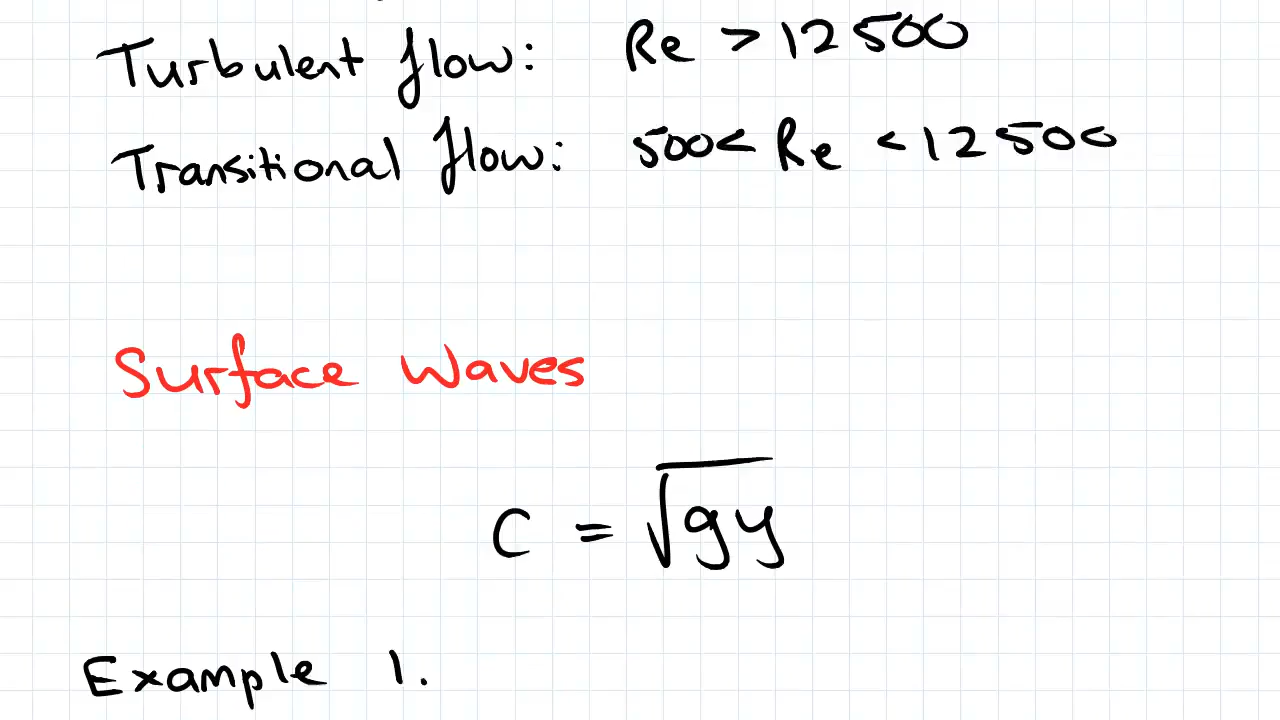 Turbulent flow: Re > 12500
Transitional flow: 500 < Re < 12500
Surface Waves
c = √gy
Example 1.